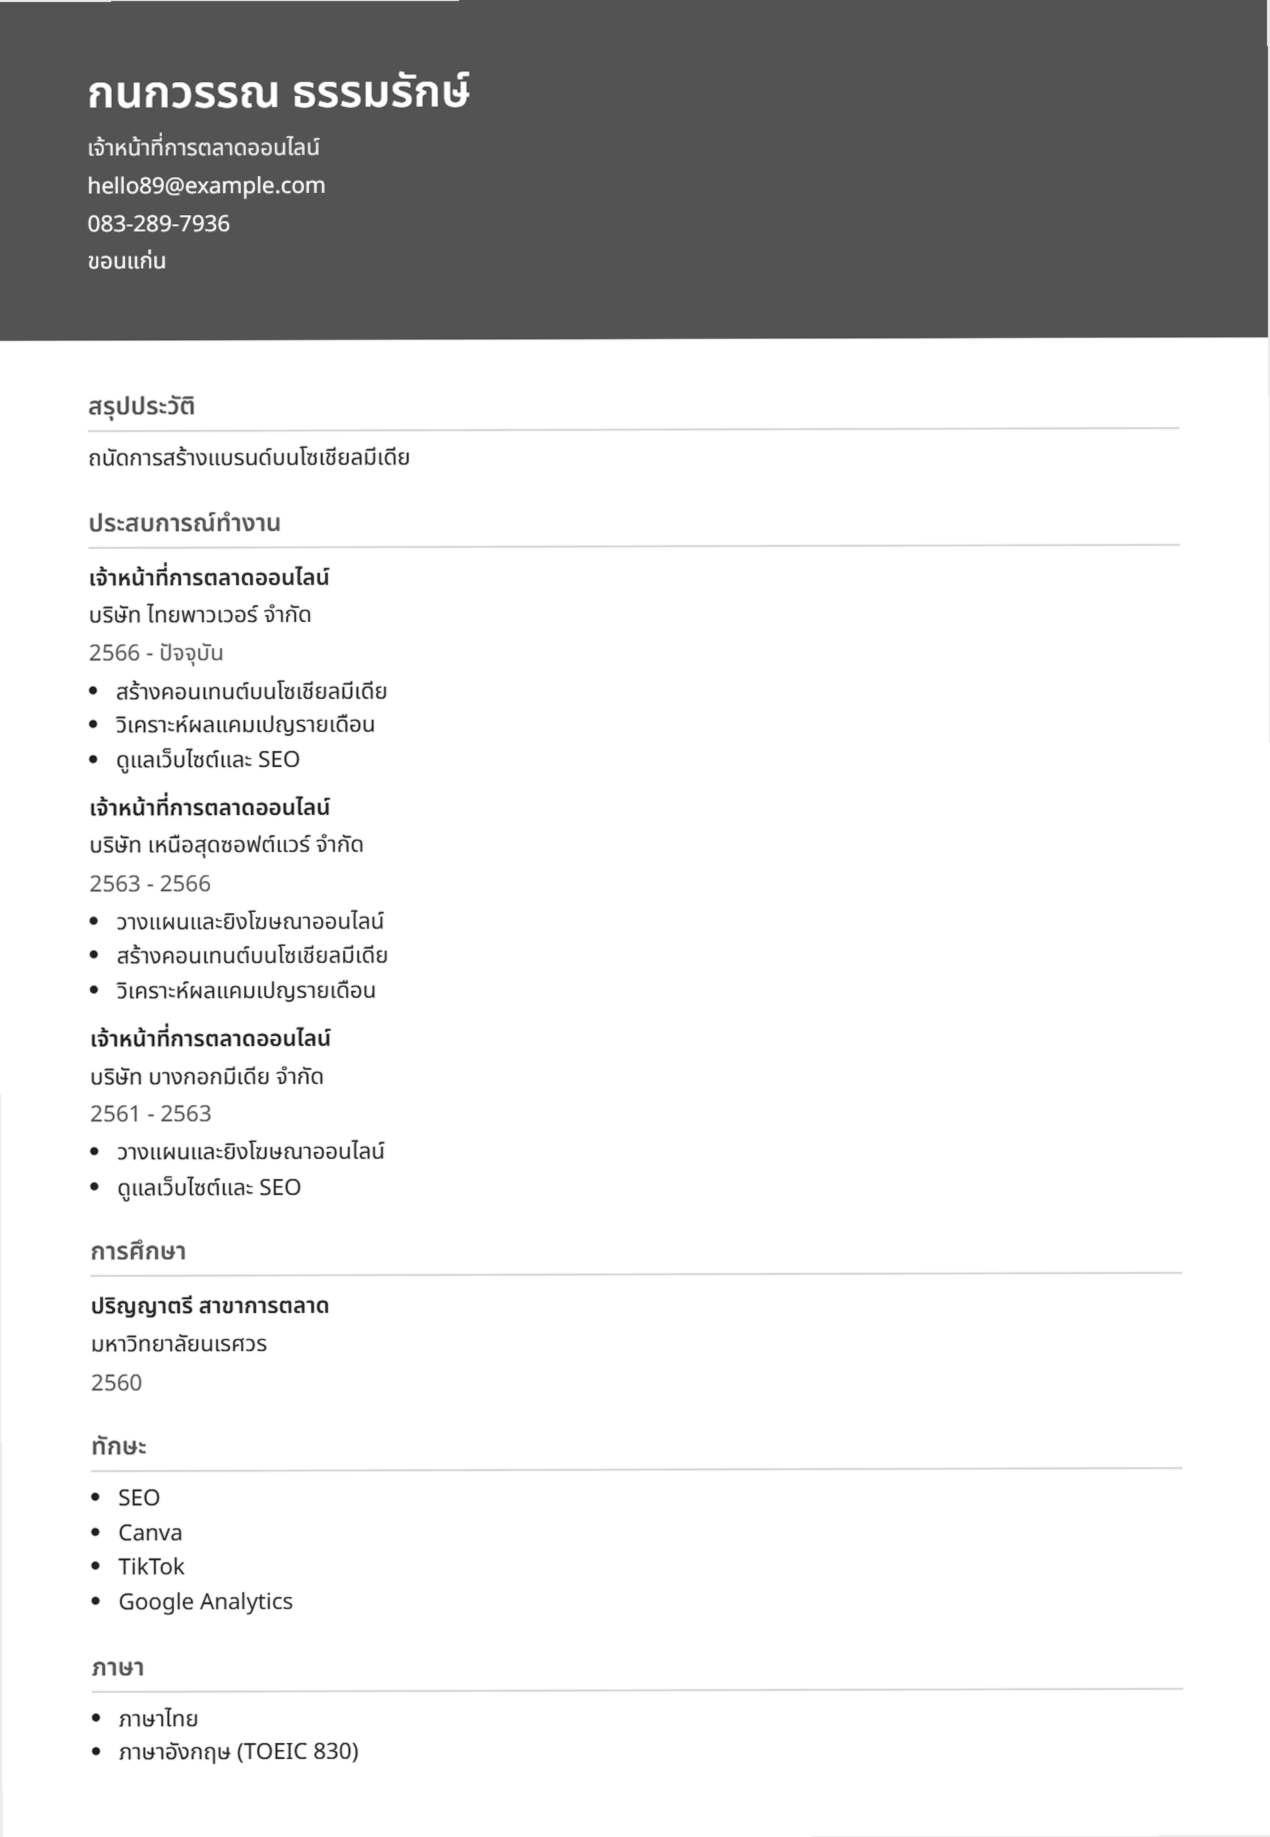 กนกวรรณ ธรรมรักษ์
เจ้าหน้าที่การตลาดออนไลน์
hello89@example.com
083-289-7936
ขอนแก่น
สรุปประวัติ
ถนัดการสร้างแบรนด์บนโซเชียลมีเดีย
ประสบการณ์ทำงาน
เจ้าหน้าที่การตลาดออนไลน์
บริษัท ไทยพาวเวอร์ จำกัด
2566 - ปัจจุบัน
• สร้างคอนเทนต์บนโซเชียลมีเดีย
• วิเคราะห์ผลแคมเปญรายเดือน
• ดูแลเว็บไซต์และ SEO
เจ้าหน้าที่การตลาดออนไลน์
บริษัท เหนือสุดซอฟต์แวร์ จำกัด
2563 - 2566
• วางแผนและยิงโฆษณาออนไลน์
• สร้างคอนเทนต์บนโซเชียลมีเดีย
• วิเคราะห์ผลแคมเปญรายเดือน
เจ้าหน้าที่การตลาดออนไลน์
บริษัท บางกอกมีเดีย จำกัด
2561 - 2563
• วางแผนและยิงโฆษณาออนไลน์
• ดูแลเว็บไซต์และ SEO
การศึกษา
ปริญญาตรี สาขาการตลาด
มหาวิทยาลัยนเรศวร
2560
ทักษะ
• SEO
• Canva
• TikTok
• Google Analytics
ภาษา
• ภาษาไทย
• ภาษาอังกฤษ (TOEIC 830)